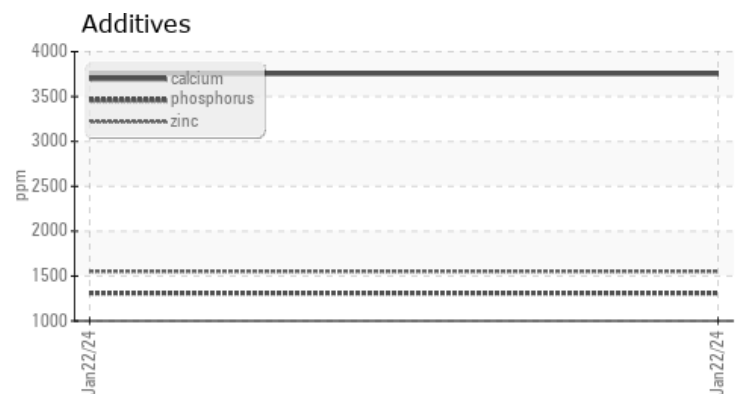 Additives
4000
3500
3000
2500
2000
1500
1000
ppm
calcium
phosphorus
zinc
Jan22/24
Jan22/24